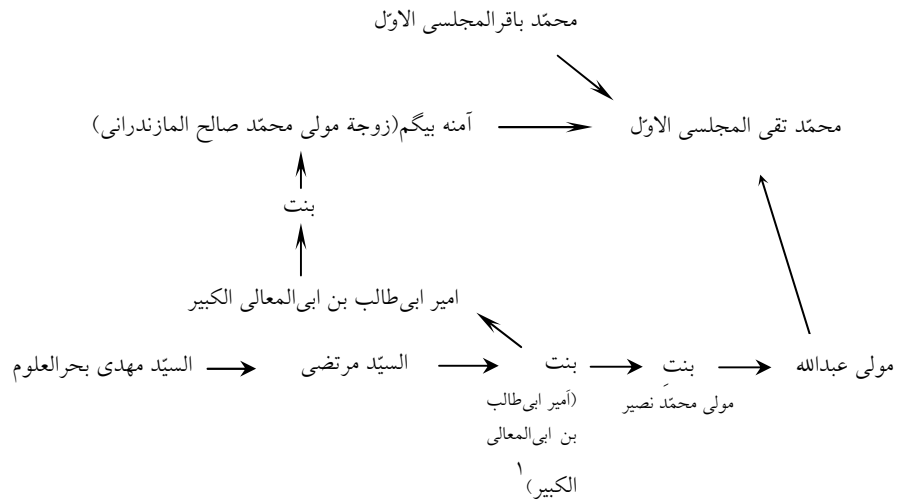 محمّد باقرالمجلسی الاوّل
محمّد تقی المجلسی الاوّل
آمنه بیگم(زوجة مولی محمّد صالح المازندرانی)
بنت
امیر ابی‌طالب بن ابی‌المعالی الکبیر
مولی عبدالله
بنت
مولی محمّد نصیر
بنت
(اَمیر ابی‌طالب
بن ابی‌المعالی
الکبیر)۱
السیّد مرتضی
السیّد مهدی بحرالعلوم